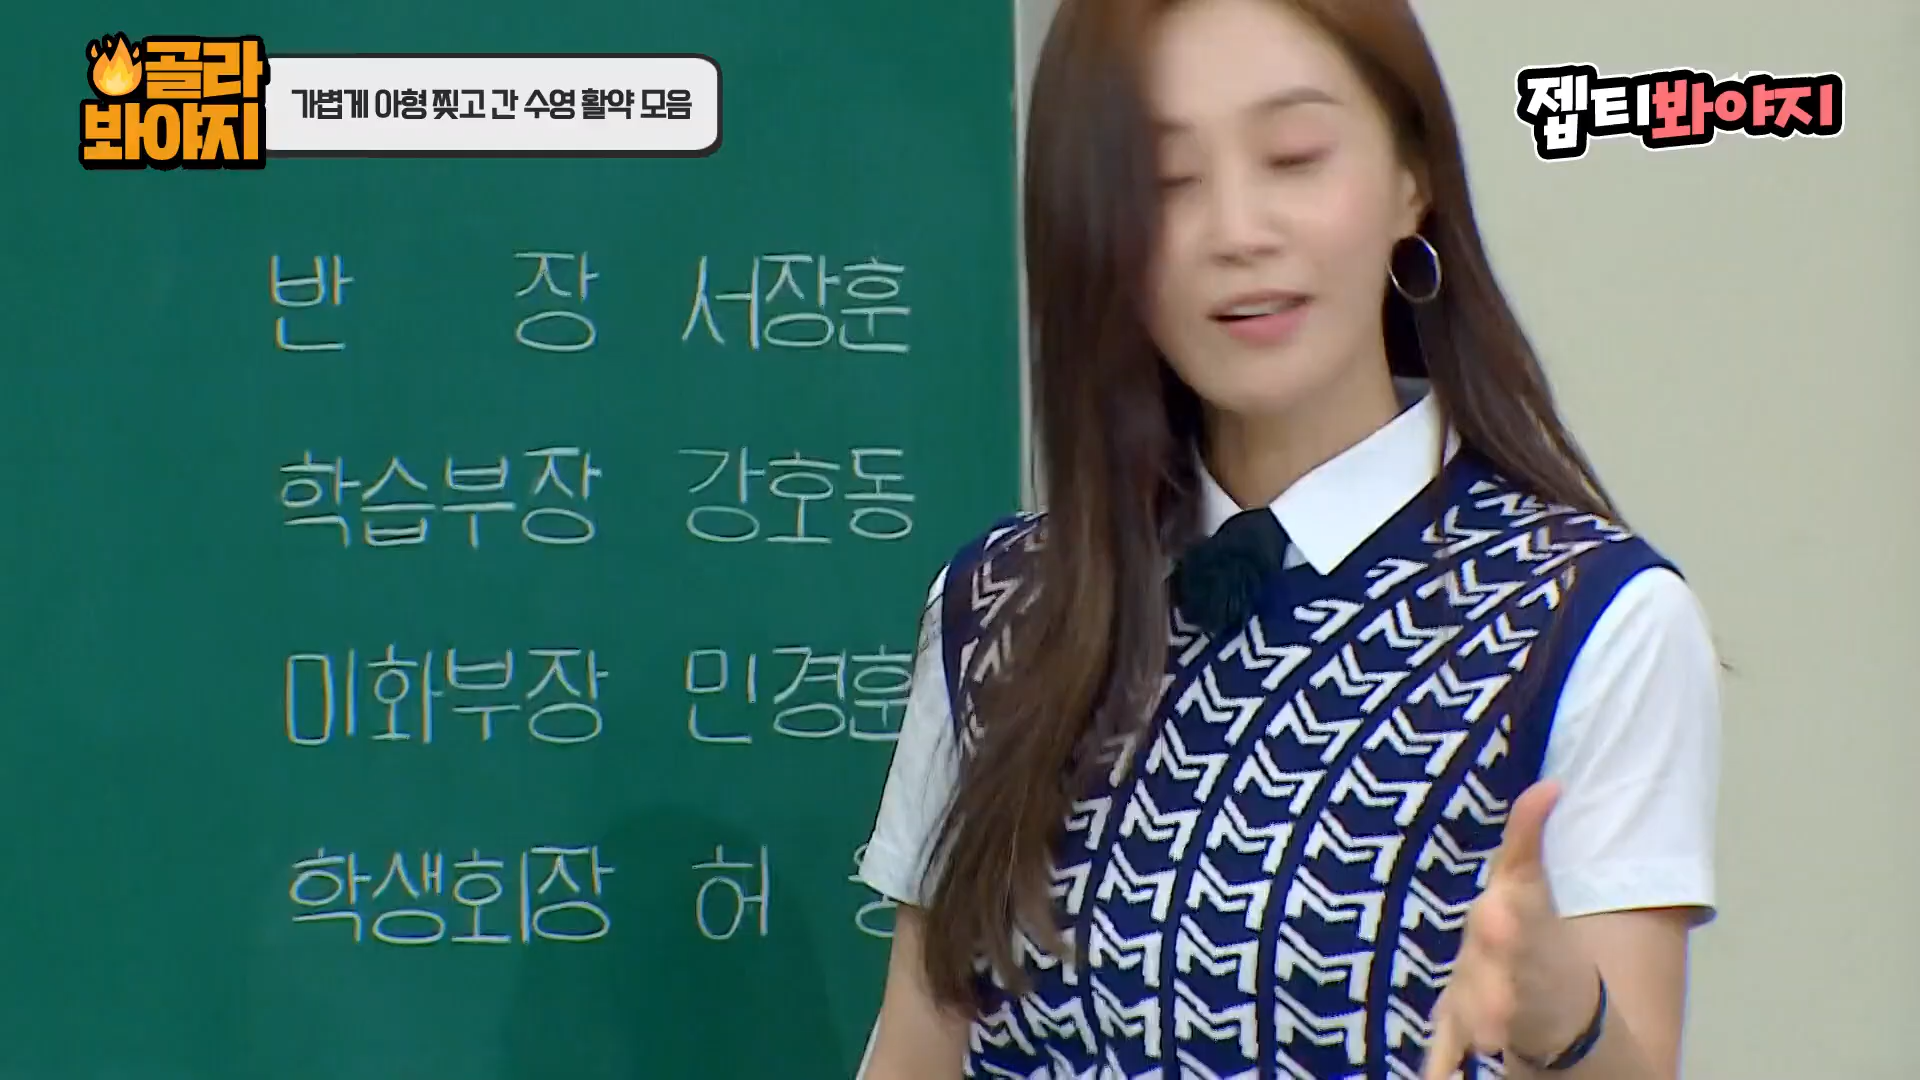 골라
봐야지
가볍게 아형 찢고 간 수영 활약 모음
젭티봐야지
반 장 서장훈
학습부장 강호동
미화부장 민경훈
학생회장 허